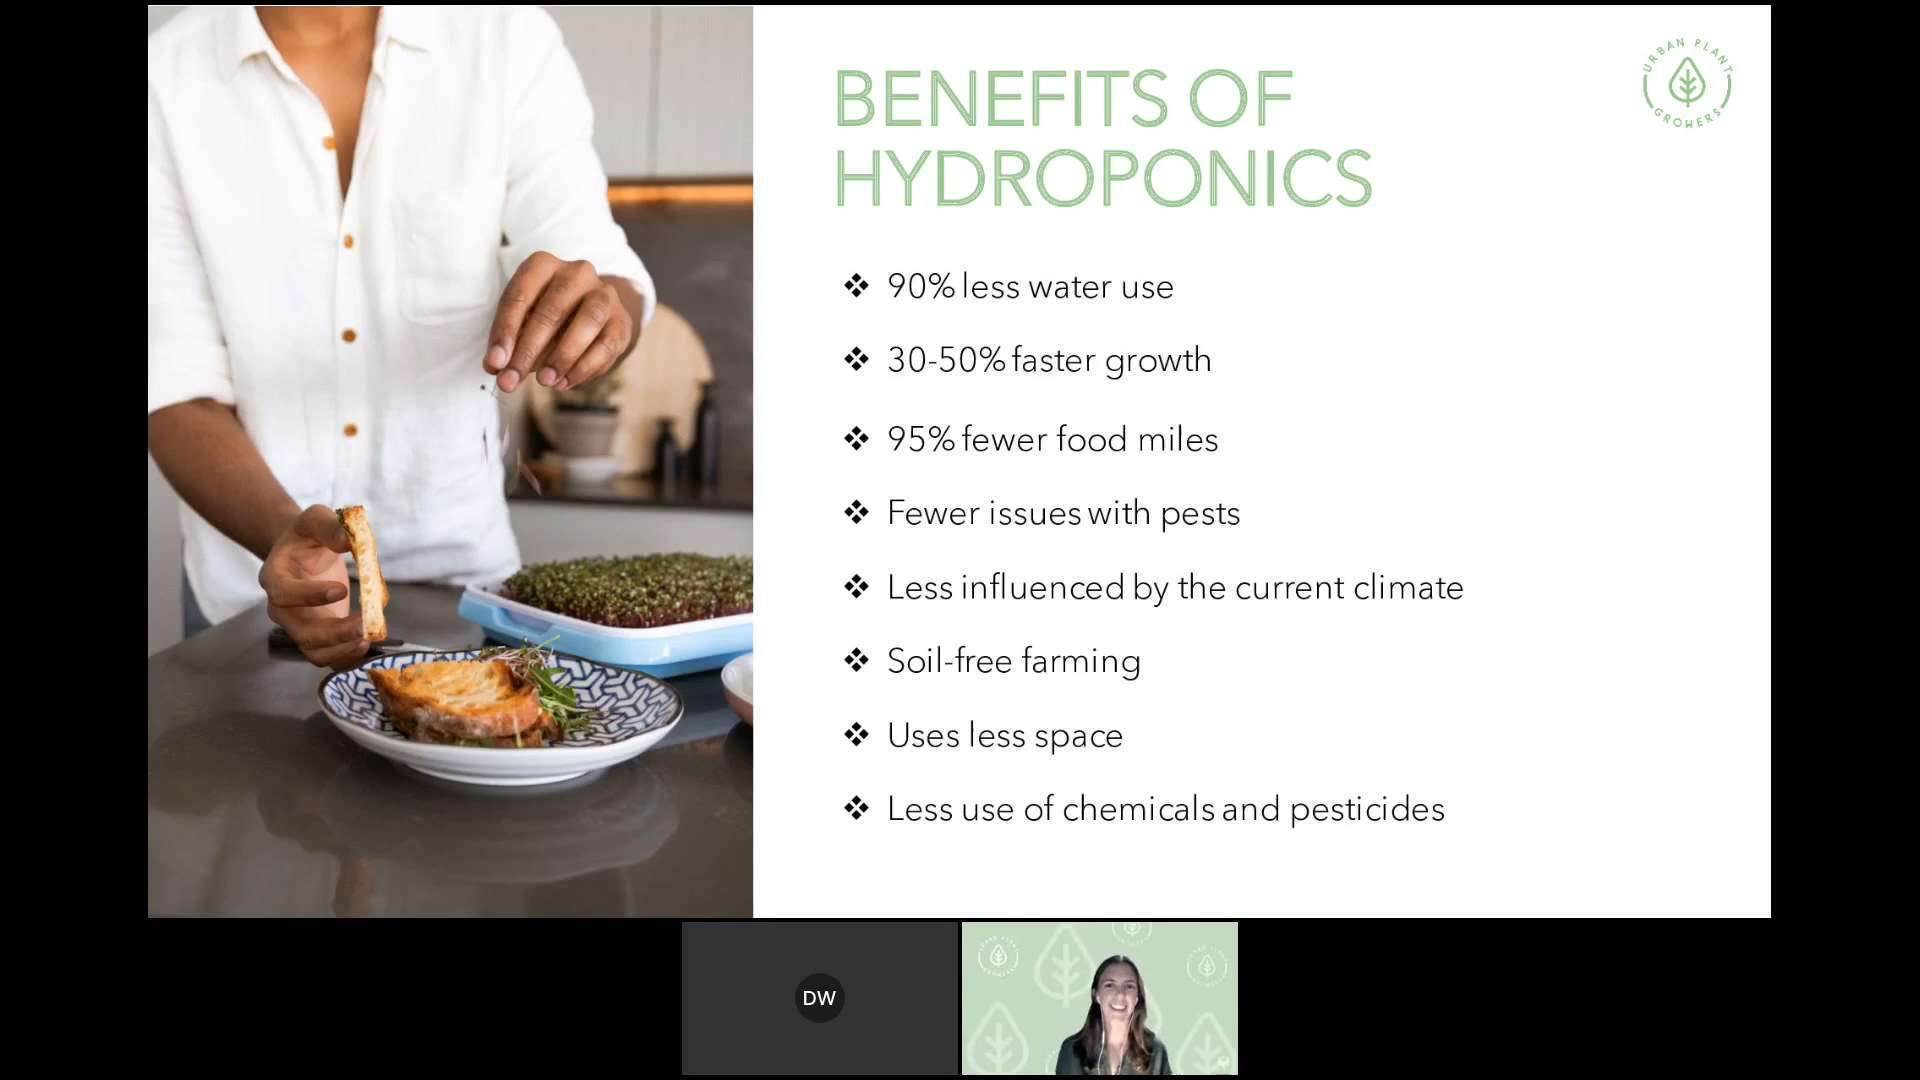 BENEFITS OF
HYDROPONICS
URBAN PLANT
GROWERS
90% less water use
30-50% faster growth
95% fewer food miles
Fewer issues with pests
Less influenced by the current climate
Soil-free farming
Uses less space
Less use of chemicals and pesticides
DW